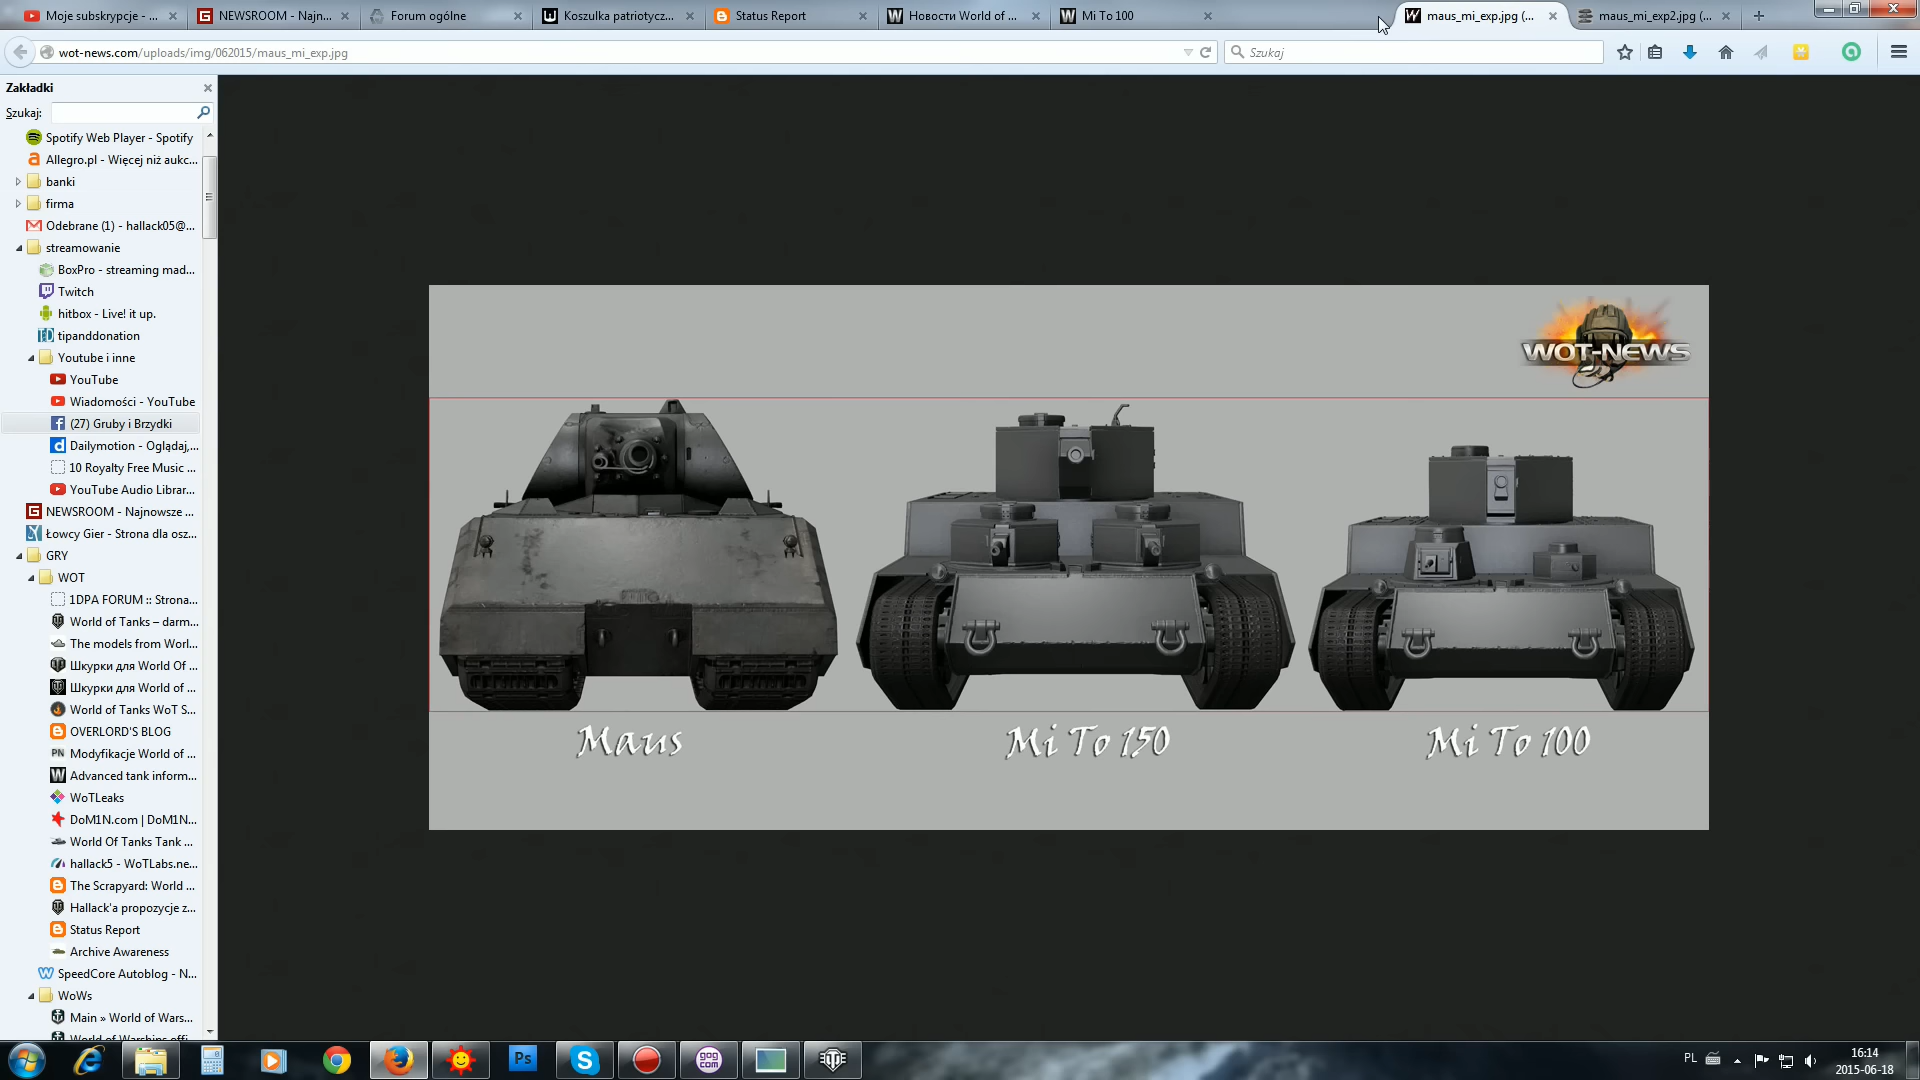 Moje subskrypcje - ...
NEWSROOM - Najn...
Forum ogólne
Koszulka patriotycz...
Status Report
Новости World of ...
Mi To 100
maus_mi_exp.jpg (...
maus_mi_exp2.jpg (...
wot-news.com/uploads/img/062015/maus_mi_exp.jpg
Szukaj
Zakładki
Szukaj:
Spotify Web Player - Spotify
Allegro.pl - Więcej niż aukc...
banki
firma
Odebrane (1) - hallack05@...
streamowanie
BoxPro - streaming mad...
Twitch
hitbox - Live! it up.
tipanddonation
Youtube i inne
YouTube
Wiadomości - YouTube
(27) Gruby i Brzydki
Dailymotion - Oglądaj,...
10 Royalty Free Music ...
YouTube Audio Librar...
NEWSROOM - Najnowsze ...
Łowcy Gier - Strona dla osz...
GRY
WOT
1DPA FORUM :: Strona...
World of Tanks – darm...
The models from Worl...
Шкурки для World Of ...
Шкурки для World of ...
World of Tanks WoT S...
OVERLORD'S BLOG
Modyfikacje World of ...
Advanced tank inform...
WoTLeaks
DoM1N.com | DoM1N...
World Of Tanks Tank ...
hallack5 - WoTLabs.ne...
The Scrapyard: World ...
Hallack'a propozycje z...
Status Report
Archive Awareness
SpeedCore Autoblog - N...
WoWs
Main » World of Wars...
World of Warships offi...
WOT-NEWS
Maus
Mi To 150
Mi To 100
Ps
gog
com
PL
16:14
2015-06-18